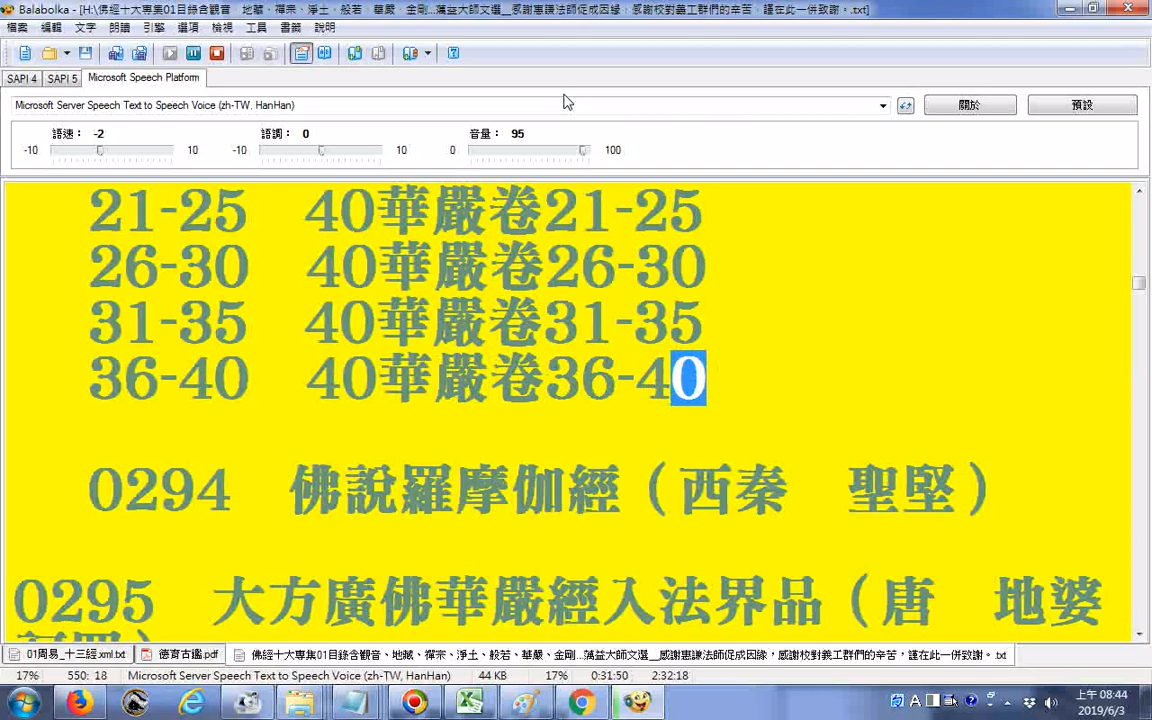 Balabolka - [H:\佛經十大專集01目錄含觀音、地藏、禪宗、淨土、般若、華嚴、金剛...蕅益大師文選__感謝惠謙法師促成因緣，感謝校對義工群們的辛苦，謹在此一併致謝。.txt]
檔案 編輯 文字 朗讀 引擎 選項 檢視 工具 書籤 說明
SAPI 4 SAPI 5 Microsoft Speech Platform
Microsoft Server Speech Text to Speech Voice (zh-TW, HanHan) 關於 預設
語速： -2 語調： 0 音量： 95
-10 10 -10 10 0 100
21-25 40華嚴卷21-25
26-30 40華嚴卷26-30
31-35 40華嚴卷31-35
36-40 40華嚴卷36-40
0294 佛說羅摩伽經（西秦 聖堅）
0295 大方廣佛華嚴經入法界品（唐 地婆
01周易_十三經.xml.txt 德育古鑑.pdf 佛經十大專集01目錄含觀音、地藏、禪宗、淨土、般若、華嚴、金剛...蕅益大師文選__感謝惠謙法師促成因緣，感謝校對義工群們的辛苦，謹在此一併致謝。.txt
17% 550: 18 Microsoft Server Speech Text to Speech Voice (zh-TW, HanHan) 44 KB 17% 0:31:50 2:32:18
上午 08:44
2019/6/3